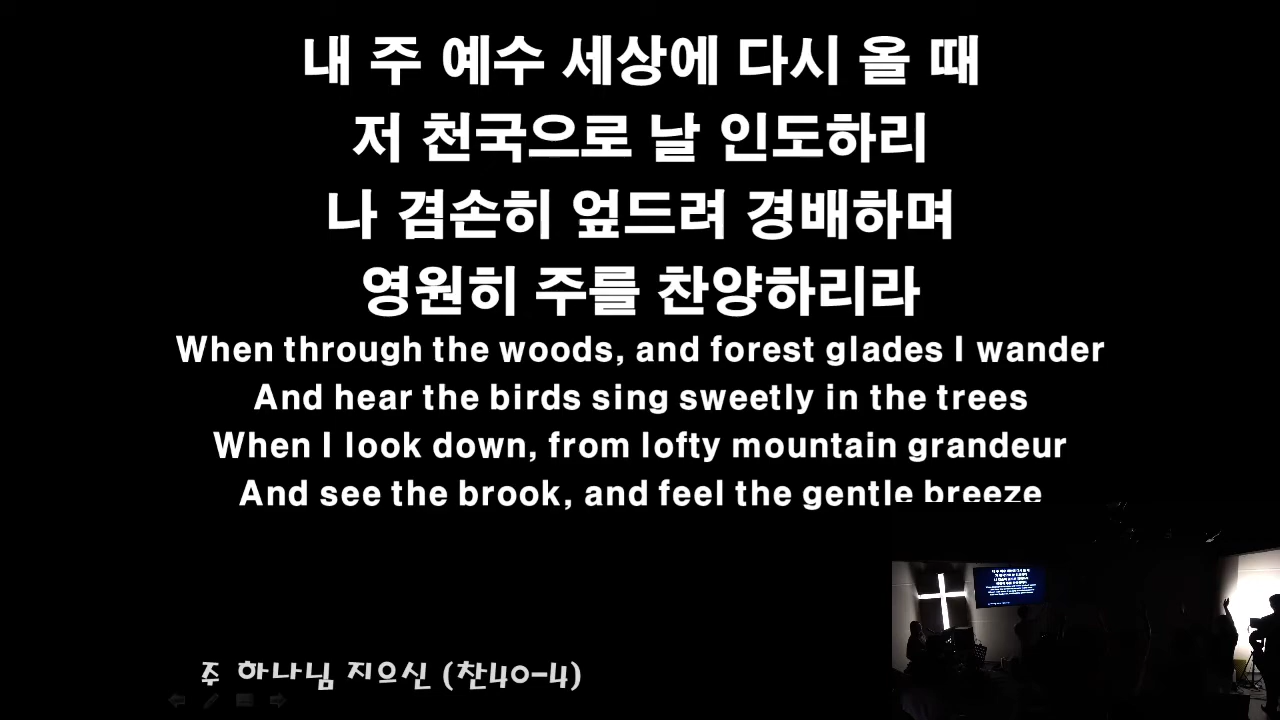 내 주 예수 세상에 다시 올 때
저 천국으로 날 인도하리
나 겸손히 엎드려 경배하며
영원히 주를 찬양하리라
When through the woods, and forest glades I wander
And hear the birds sing sweetly in the trees
When I look down, from lofty mountain grandeur
And see the brook, and feel the gentle breeze
주 하나님 지으신 (찬40-4)